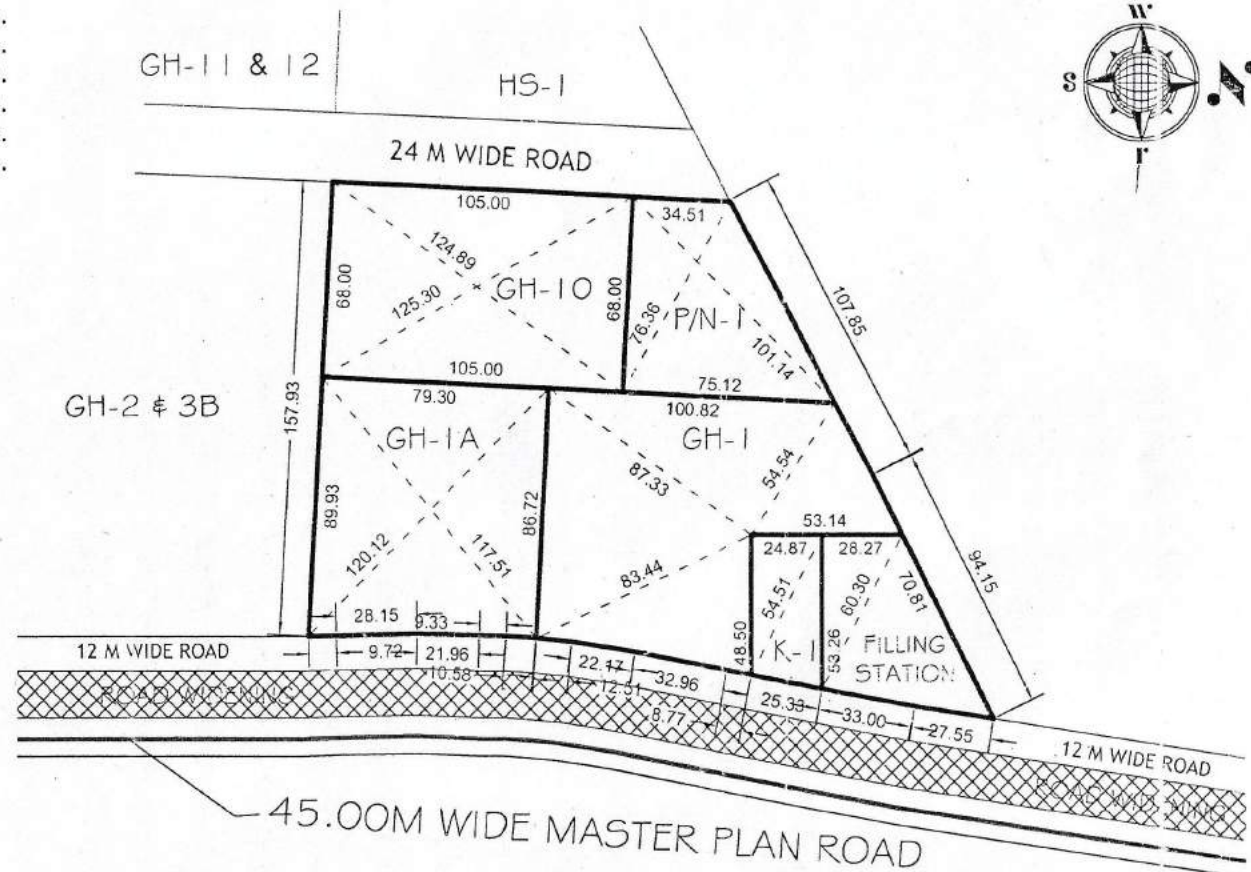 W
S
N
GH-11 & 12
HS-1
24 M WIDE ROAD
105.00
34.51
124.89
125.30
68.00
68.00
GH-10
P/N-1
76.36
101.14
107.85
157.93
GH-2 & 3B
105.00
75.12
79.30
100.82
GH-1A
GH-1
87.33
54.54
89.93
86.72
53.14
24.87
28.27
94.15
120.12
117.51
83.44
54.51
60.30
70.81
28.15
9.33
48.50
K-1
53.26
FILLING
STATION
12 M WIDE ROAD
9.72
21.96
22.17
32.96
10.58
12.51
25.33
33.00
27.55
8.77
12 M WIDE ROAD
ROAD WIDENING
ROAD WIDENING
45.00M WIDE MASTER PLAN ROAD